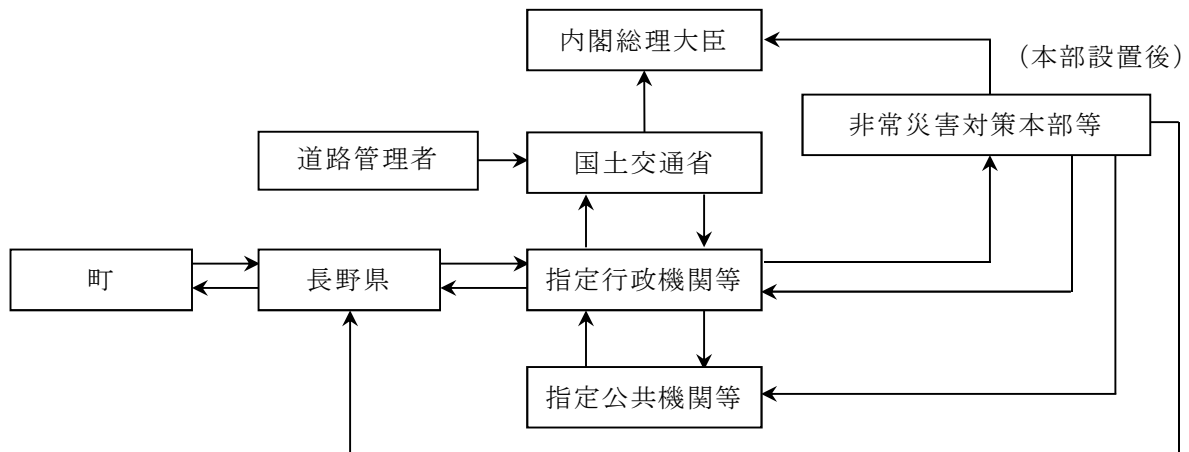 内閣総理大臣
（本部設置後）
非常災害対策本部等
道路管理者
国土交通省
町
長野県
指定行政機関等
指定公共機関等